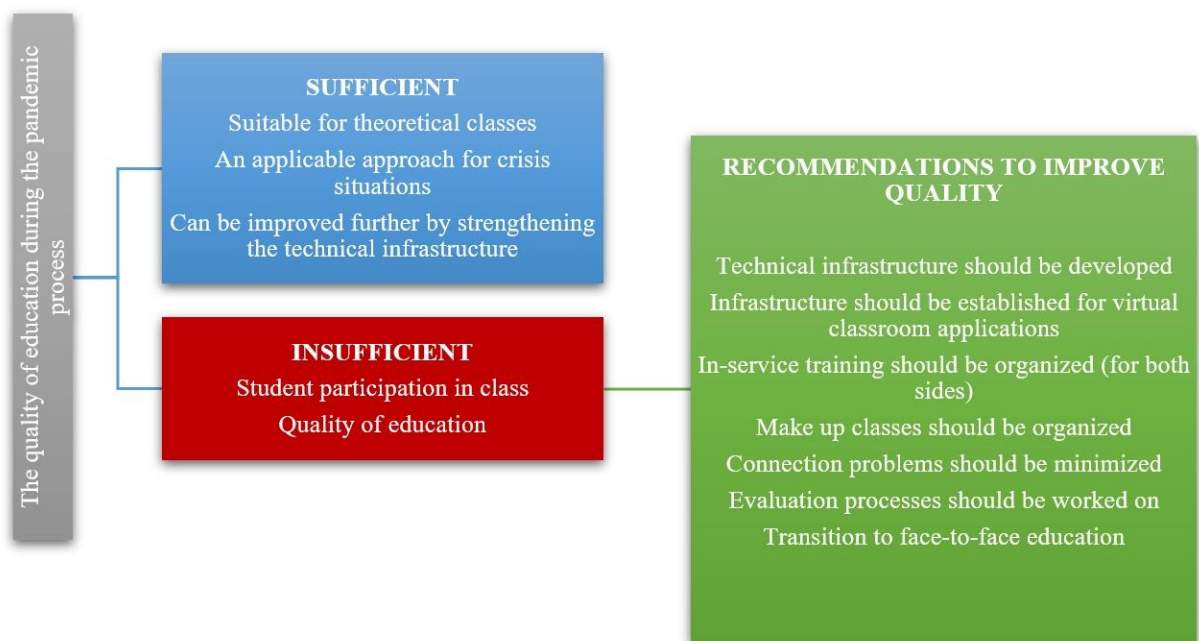 The quality of education during the pandemic
process
SUFFICIENT
Suitable for theoretical classes
An applicable approach for crisis
situations
Can be improved further by strengthening
the technical infrastructure
INSUFFICIENT
Student participation in class
Quality of education
RECOMMENDATIONS TO IMPROVE
QUALITY
Technical infrastructure should be developed
Infrastructure should be established for virtual
classroom applications
In-service training should be organized (for both
sides)
Make up classes should be organized
Connection problems should be minimized
Evaluation processes should be worked on
Transition to face-to-face education